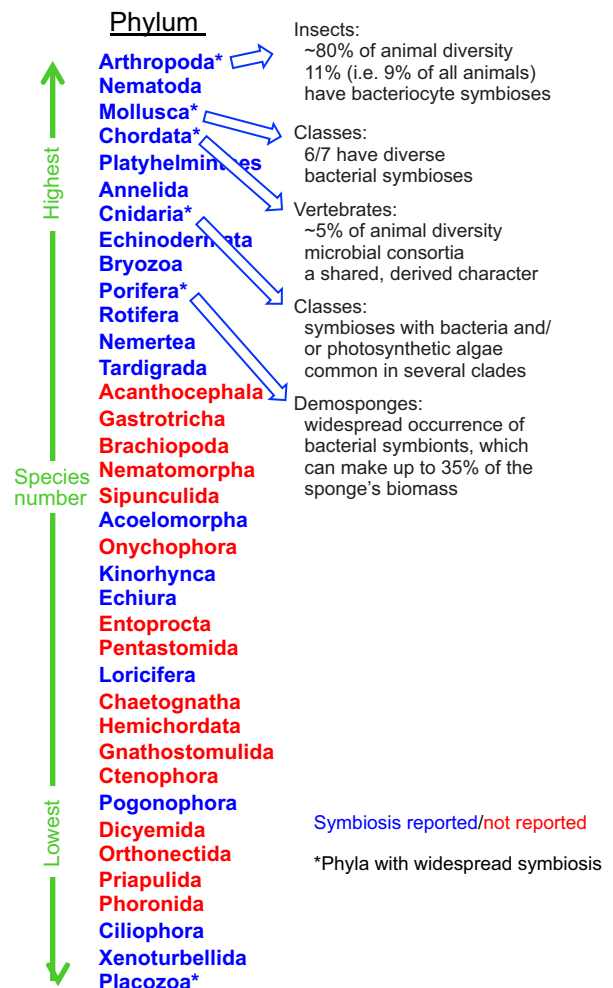 Phylum
Arthropoda*
Nematoda
Mollusca*
Chordata*
Platyhelminthes
Annelida
Cnidaria*
Echinodermata
Bryozoa
Porifera*
Rotifera
Nemertea
Tardigrada
Acanthocephala
Gastrotricha
Brachiopoda
Nematomorpha
Sipunculida
Acoelomorpha
Onychophora
Kinorhynca
Echiura
Entoprocta
Pentastomida
Loricifera
Chaetognatha
Hemichordata
Gnathostomulida
Ctenophora
Pogonophora
Dicyemida
Orthonectida
Priapulida
Phoronida
Ciliophora
Xenoturbellida
Placozoa*
Highest
Species
number
Lowest
Insects:
~80% of animal diversity
11% (i.e. 9% of all animals)
have bacteriocyte symbioses
Classes:
6/7 have diverse
bacterial symbioses
Vertebrates:
~5% of animal diversity
microbial consortia
a shared, derived character
Classes:
symbioses with bacteria and/
or photosynthetic algae
common in several clades
Demosponges:
widespread occurrence of
bacterial symbionts, which
can make up to 35% of the
sponge's biomass
Symbiosis reported/not reported
*Phyla with widespread symbiosis